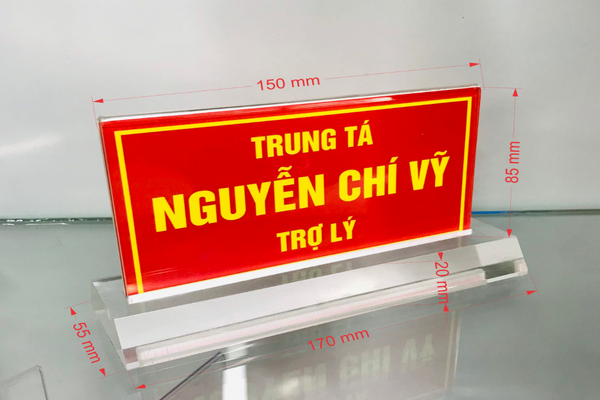 150 mm
TRUNG TÁ
NGUYỄN CHÍ VỸ
TRỢ LÝ
85 mm
20 mm
55 mm
170 mm